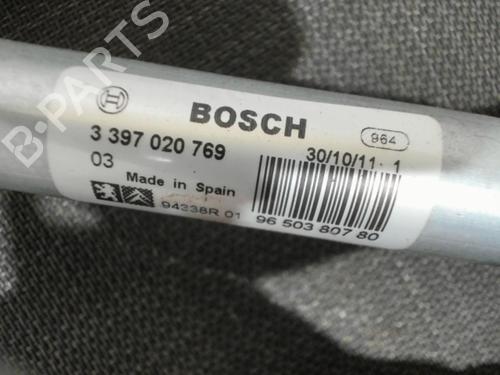 BOSCH
964
3 397 020 769
30/10/11 1
03
Made in Spain
94338R 01
96 503 807 80
B-PARTS